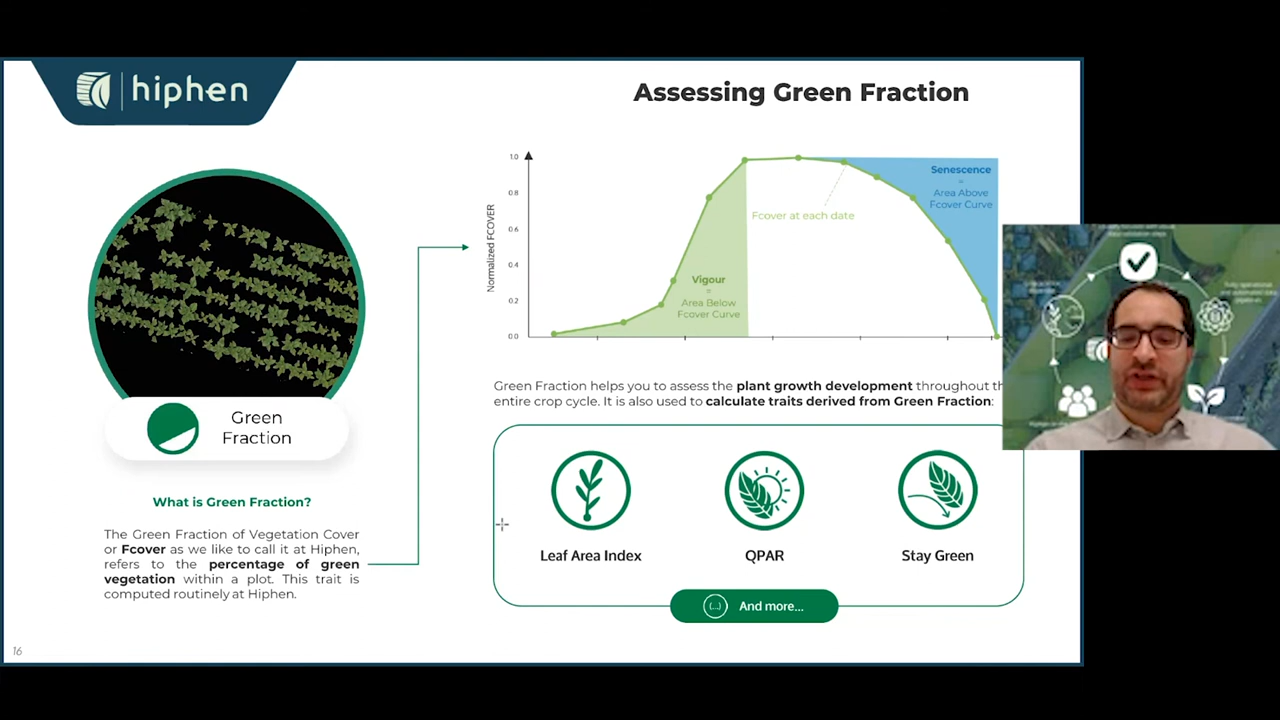 hiphen
Assessing Green Fraction
1.0
0.8
0.6
0.4
0.2
0.0
Normalized FCOVER
Senescence
=
Area Above
Fcover Curve
Fcover at each date
Vigour
=
Area Below
Fcover Curve
Green
Fraction
What is Green Fraction?
The Green Fraction of Vegetation Cover
or Fcover as we like to call it at Hiphen,
refers to the percentage of green
vegetation within a plot. This trait is
computed routinely at Hiphen.
Green Fraction helps you to assess the plant growth development throughout th
entire crop cycle. It is also used to calculate traits derived from Green Fraction:
Leaf Area Index
QPAR
Stay Green
(...) And more...
16